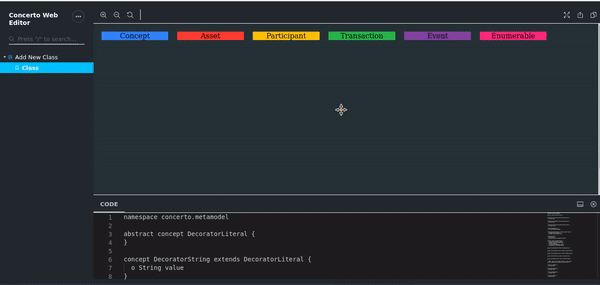 Concerto Web
Editor
Press "/" to search...
Add New Class
Class
Concept
Asset
Participant
Transaction
Event
Enumerable
CODE
1 namespace concerto.metamodel
2
3 abstract concept DecoratorLiteral {
4 }
5
6 concept DecoratorString extends DecoratorLiteral {
7 o String value
8 }